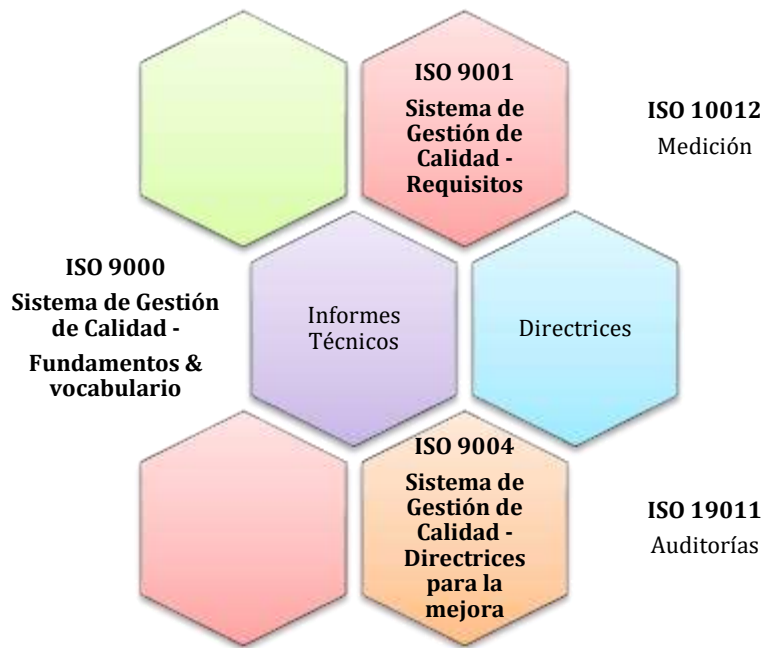 ISO 9001
Sistema de
Gestión de
Calidad -
Requisitos
ISO 10012
Medición
ISO 9000
Sistema de Gestión
de Calidad -
Fundamentos &
vocabulario
Informes
Técnicos
Directrices
ISO 9004
Sistema de
Gestión de
Calidad -
Directrices
para la
mejora
ISO 19011
Auditorías